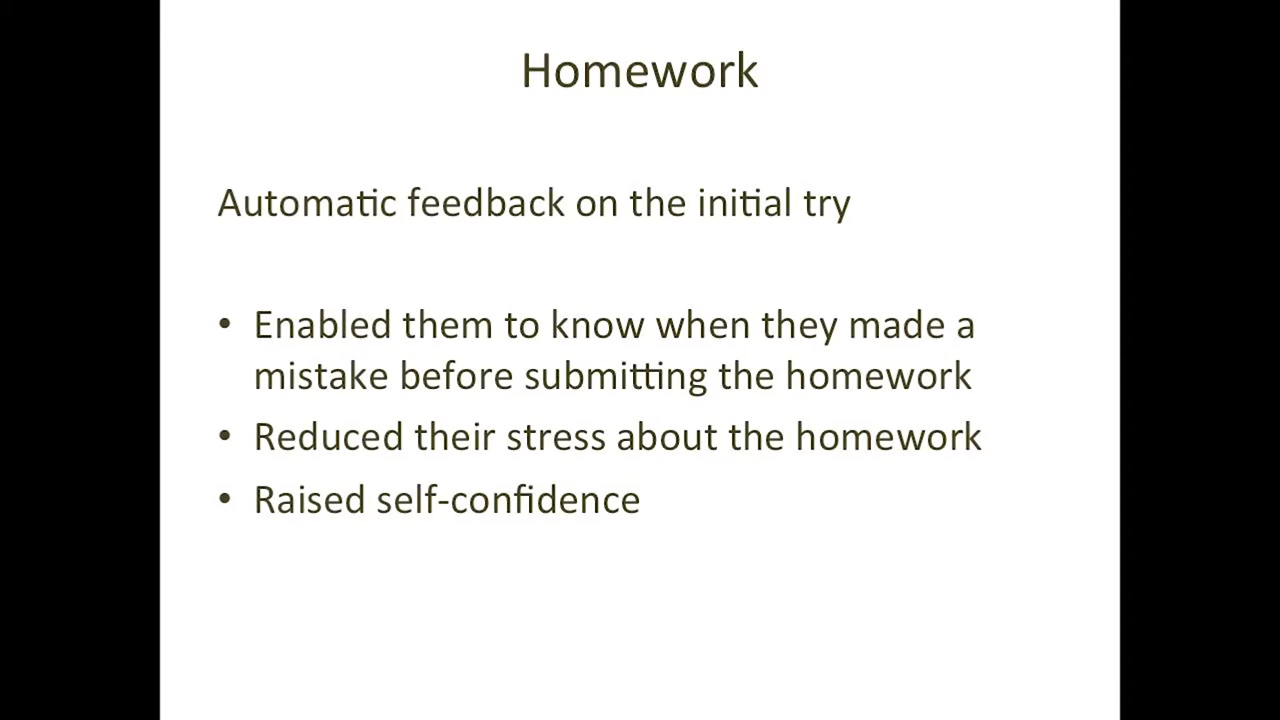 Homework
Automatic feedback on the initial try
• Enabled them to know when they made a
mistake before submitting the homework
• Reduced their stress about the homework
• Raised self-confidence